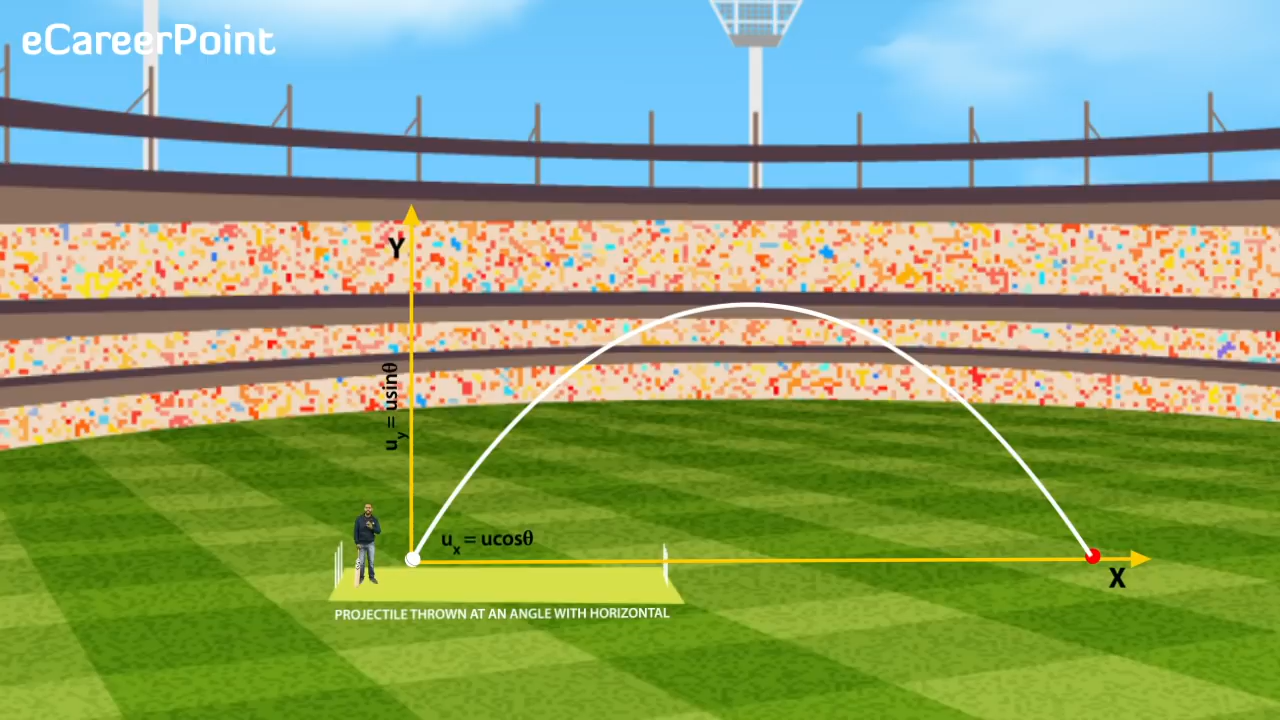 eCareerPoint
Y
u_y = usinθ
u_x = ucosθ
X
PROJECTILE THROWN AT AN ANGLE WITH HORIZONTAL